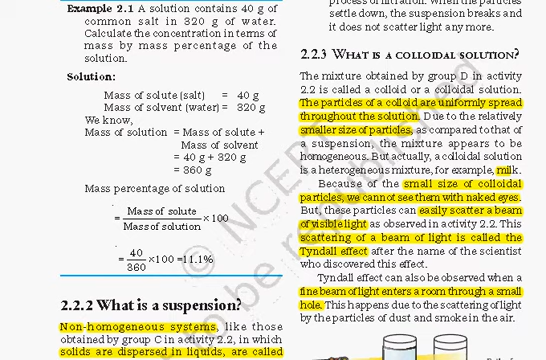 Example 2.1 A solution contains 40 g of
common salt in 320 g of water.
Calculate the concentration in terms of
mass by mass percentage of the
solution.
Solution:
Mass of solute (salt) = 40 g
Mass of solvent (water) = 320 g
We know,
Mass of solution = Mass of solute +
Mass of solvent
= 40 g + 320 g
= 360 g
Mass percentage of solution
= Mass of solute / Mass of solution × 100
= 40 / 360 × 100 = 11.1%
2.2.2 What is a suspension?
Non-homogeneous systems, like those
obtained by group C in activity 2.2, in which
solids are dispersed in liquids, are called
process of filtration. When the particles
settle down, the suspension breaks and
it does not scatter light any more.
2.2.3 WHAT IS A COLLOIDAL SOLUTION?
The mixture obtained by group D in activity
2.2 is called a colloid or a colloidal solution.
The particles of a colloid are uniformly spread
throughout the solution. Due to the relatively
smaller size of particles, as compared to that of
a suspension, the mixture appears to be
homogeneous. But actually, a colloidal solution
is a heterogeneous mixture, for example, milk.
Because of the small size of colloidal
particles, we cannot see them with naked eyes.
But, these particles can easily scatter a beam
of visible light as observed in activity 2.2. This
scattering of a beam of light is called the
Tyndall effect after the name of the scientist
who discovered this effect.
Tyndall effect can also be observed when a
fine beam of light enters a room through a small
hole. This happens due to the scattering of light
by the particles of dust and smoke in the air.
© NCERT
be republished